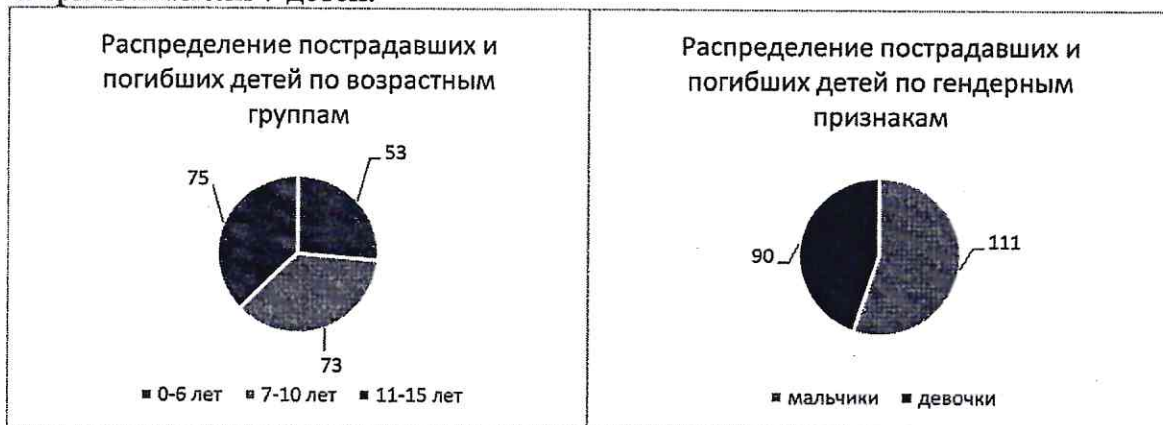 детей.
Распределение пострадавших и
погибших детей по возрастным
группам
75
53
73
0-6 лет 7-10 лет 11-15 лет
Распределение пострадавших и
погибших детей по гендерным
признакам
90
111
мальчики девочки